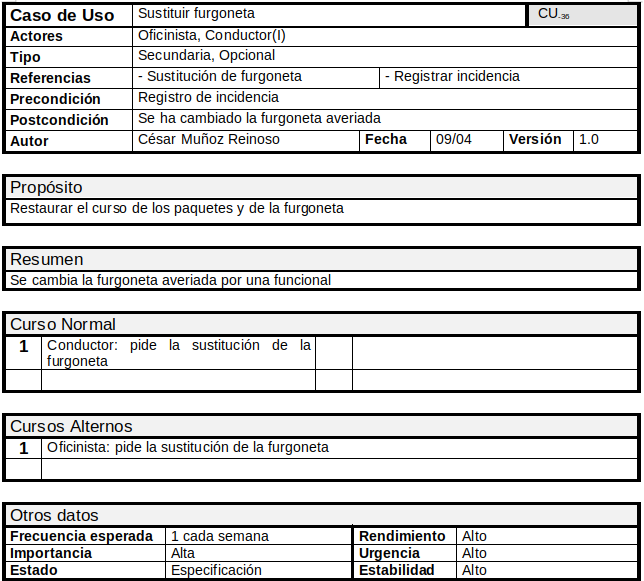 Caso de Uso Sustituir furgoneta CU-36
Actores Oficinista, Conductor(I)
Tipo Secundaria, Opcional
Referencias - Sustitución de furgoneta - Registrar incidencia
Precondición Registro de incidencia
Postcondición Se ha cambiado la furgoneta averiada
Autor César Muñoz Reinoso Fecha 09/04 Versión 1.0
Propósito
Restaurar el curso de los paquetes y de la furgoneta
Resumen
Se cambia la furgoneta averiada por una funcional
Curso Normal
1 Conductor: pide la sustitución de la
furgoneta
Cursos Alternos
1 Oficinista: pide la sustitución de la furgoneta
Otros datos
Frecuencia esperada 1 cada semana Rendimiento Alto
Importancia Alta Urgencia Alto
Estado Especificación Estabilidad Alto